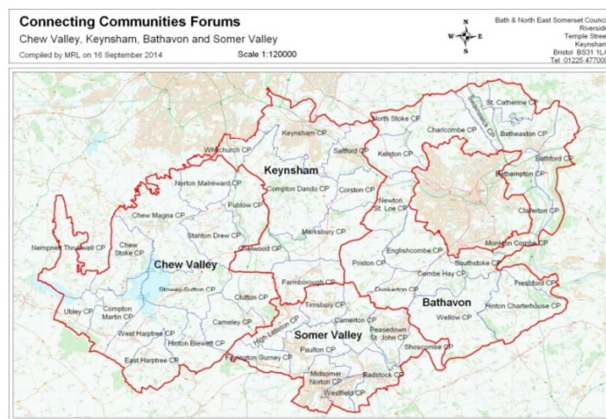 Connecting Communities Forums
Chew Valley, Keynsham, Bathavon and Somer Valley
Compiled by MRL on 16 September 2014
Scale 1:120000
N
W
E
S
Bath & North East Somerset Council
Riverside
Temple Street
Keynsham
Bristol BS31 1LA
Tel 01225 477000
St. Catherine CP
Swainswick CP
North Stoke CP
Charlcombe CP
Batheaston CP
Keynsham CP
Whitchurch CP
Saltford CP
Kelston CP
Bathford CP
Keynsham
Bathampton CP
Norton Malreward CP
Compton Dando CP
Corston CP
Newton
St. Loe CP
Claverton CP
Publow CP
Chew Magna CP
Marksbury CP
Stanton Drew CP
Monkton Combe CP
Chew
Stoke CP
Nempnett Thrubwell CP
Chelwood CP
Englishcombe CP
Southstoke CP
Chew Valley
Priston CP
Combe Hay CP
Farmborough CP
Freshford CP
Stowey-Sutton CP
Dunkerton CP
Bathavon
Clutton CP
Timsbury CP
Hinton Charterhouse CP
Ubley CP
Compton
Martin CP
Cameley CP
Camerton CP
Wellow CP
High Littleton CP
Somer Valley
Peasedown
St. John CP
West Harptree CP
Hinton Blewett CP
Paulton CP
Shoscombe CP
East Harptree CP
Farrington Gurney CP
Midsomer
Norton CP
Radstock CP
Westfield CP